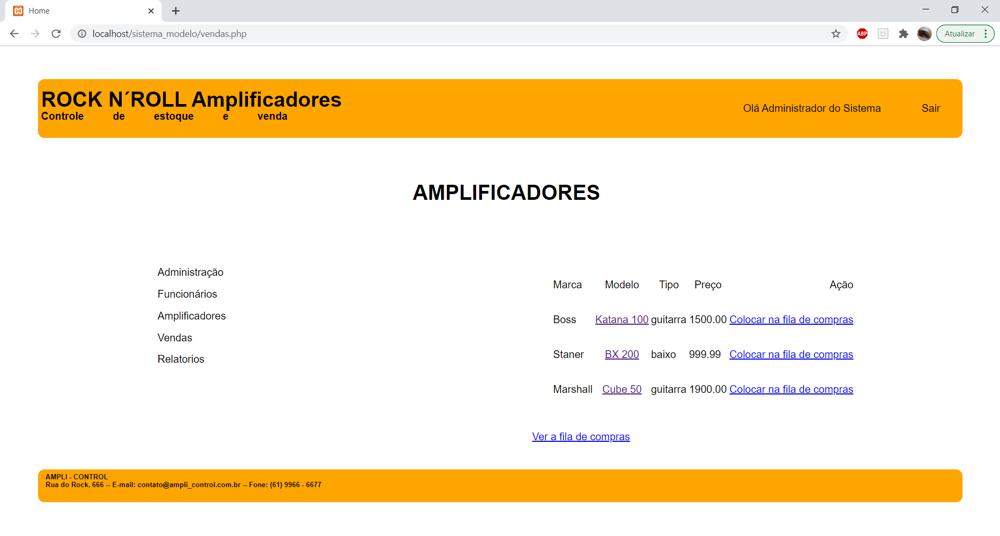 Home
localhost/sistema_modelo/vendas.php
ABP
Atualizar
ROCK N´ROLL Amplificadores
Controle de estoque e venda
Olá Administrador do Sistema Sair
AMPLIFICADORES
Administração
Funcionários
Amplificadores
Vendas
Relatorios
Marca Modelo Tipo Preço Ação
Boss Katana 100 guitarra 1500.00 Colocar na fila de compras
Staner BX 200 baixo 999.99 Colocar na fila de compras
Marshall Cube 50 guitarra 1900.00 Colocar na fila de compras
Ver a fila de compras
AMPLI - CONTROL
Rua do Rock, 666 -- E-mail: contato@ampli_control.com.br -- Fone: (61) 9966 - 6677